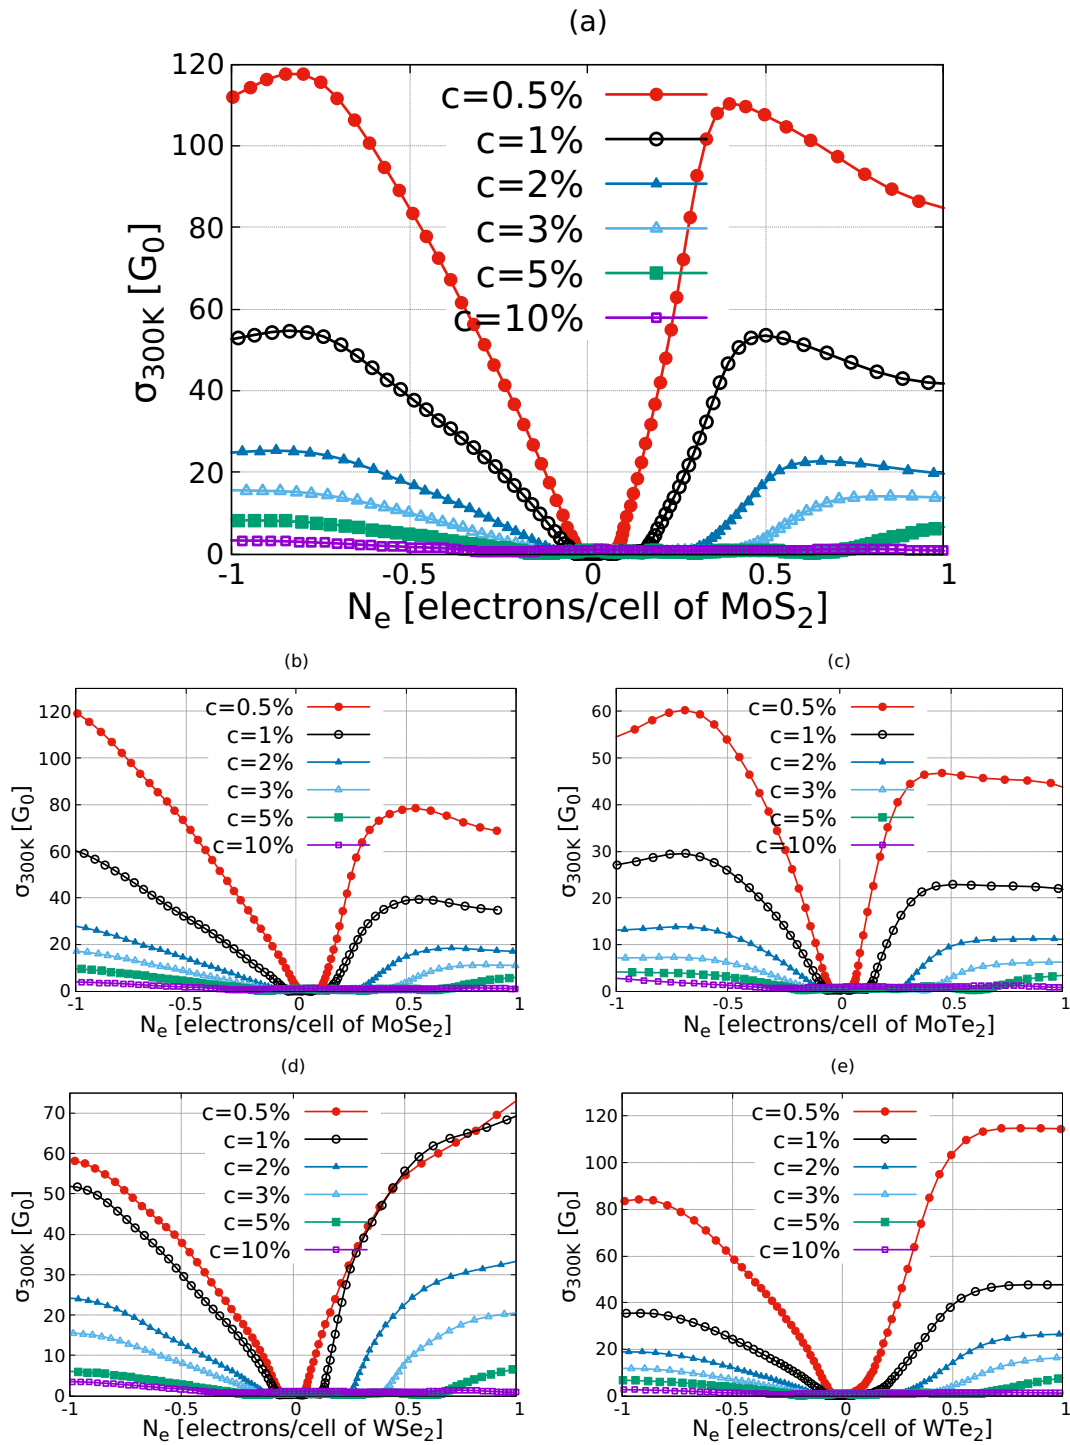 (a)
120
100
80
60
40
20
0
σ300K [G0]
c=0.5%
c=1%
c=2%
c=3%
c=5%
c=10%
-1 -0.5 0 0.5 1
Ne [electrons/cell of MoS2]
(b)
120
100
80
60
40
20
0
σ300K [G0]
c=0.5%
c=1%
c=2%
c=3%
c=5%
c=10%
-1 -0.5 0 0.5 1
Ne [electrons/cell of MoSe2]
(c)
60
50
40
30
20
10
0
σ300K [G0]
c=0.5%
c=1%
c=2%
c=3%
c=5%
c=10%
-1 -0.5 0 0.5 1
Ne [electrons/cell of MoTe2]
(d)
70
60
50
40
30
20
10
0
σ300K [G0]
c=0.5%
c=1%
c=2%
c=3%
c=5%
c=10%
-1 -0.5 0 0.5 1
Ne [electrons/cell of WSe2]
(e)
120
100
80
60
40
20
0
σ300K [G0]
c=0.5%
c=1%
c=2%
c=3%
c=5%
c=10%
-1 -0.5 0 0.5 1
Ne [electrons/cell of WTe2]